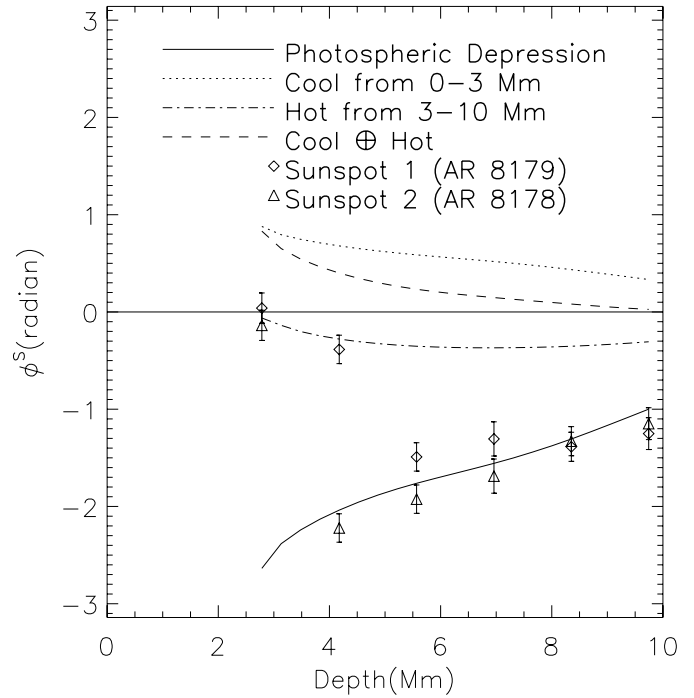 3
Photospheric Depression
Cool from 0−3 Mm
Hot from 3−10 Mm
2
Cool ⊕ Hot
Sunspot 1 (AR 8179)
Sunspot 2 (AR 8178)
1
0
−1
−2
−3
ϕˢ(radian)
0 2 4 6 8 10
Depth(Mm)